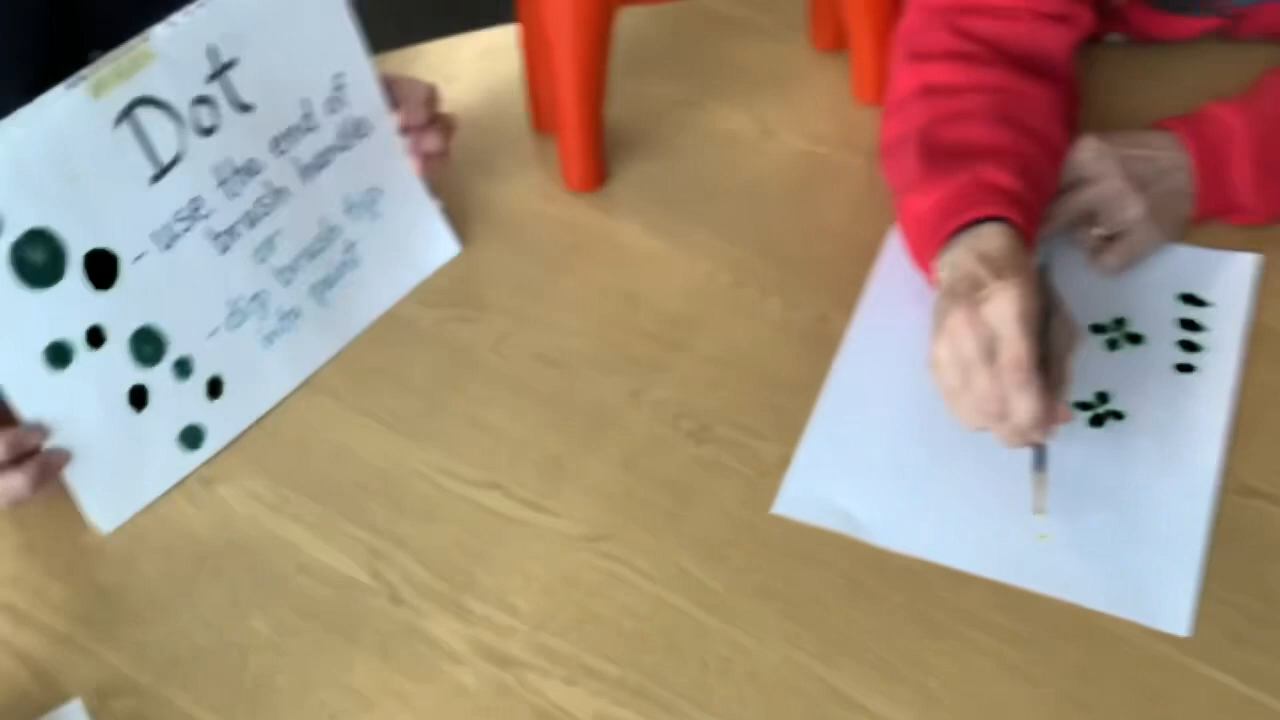 Dot
- use the end of
brush handle
or brush tip
- dip
into paint